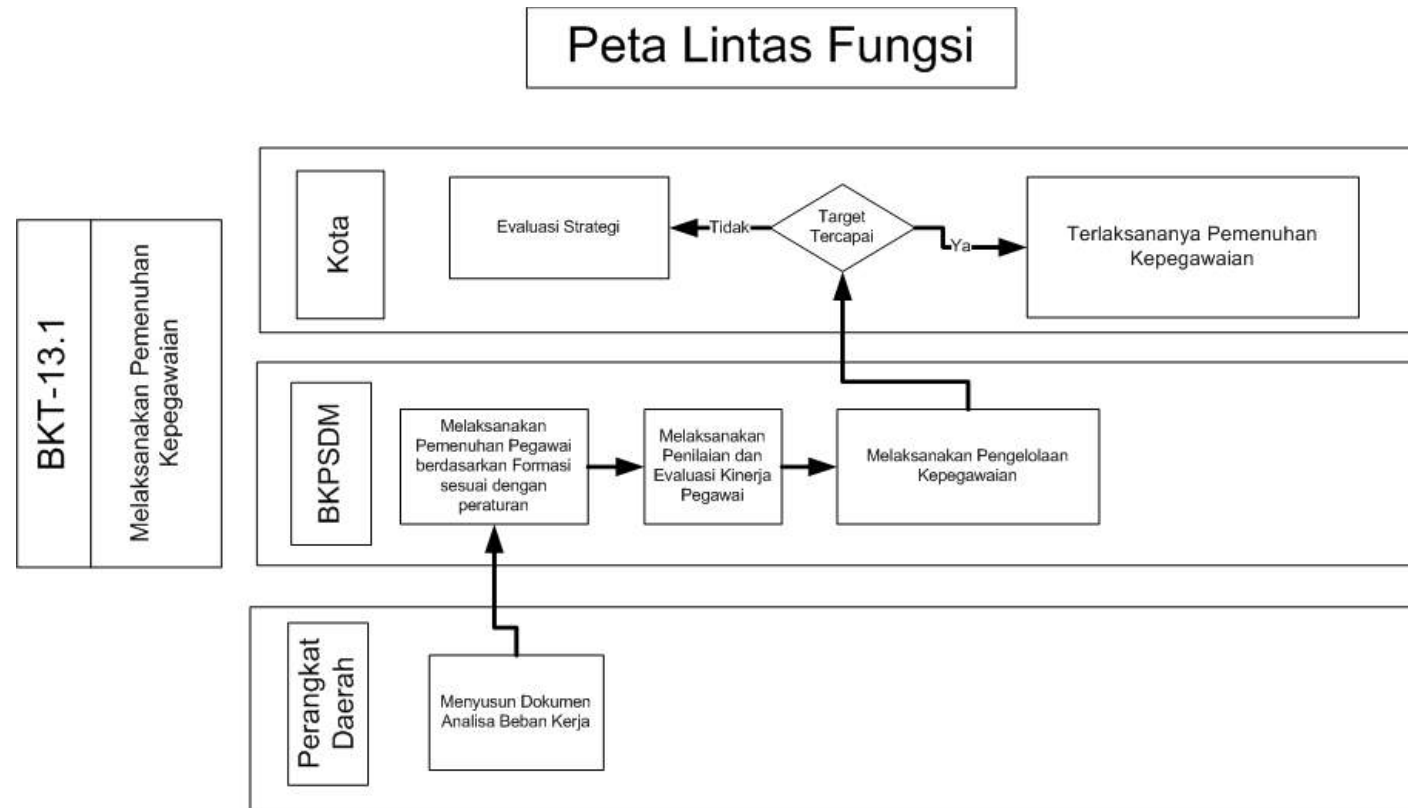 Peta Lintas Fungsi
BKT-13.1
Melaksanakan Pemenuhan
Kepegawaian
Kota
Evaluasi Strategi
Tidak
Target
Tercapai
Ya
Terlaksananya Pemenuhan
Kepegawaian
BKPSDM
Melaksanakan
Pemenuhan Pegawai
berdasarkan Formasi
sesuai dengan
peraturan
Melaksanakan
Penilaian dan
Evaluasi Kinerja
Pegawai
Melaksanakan Pengelolaan
Kepegawaian
Perangkat
Daerah
Menyusun Dokumen
Analisa Beban Kerja